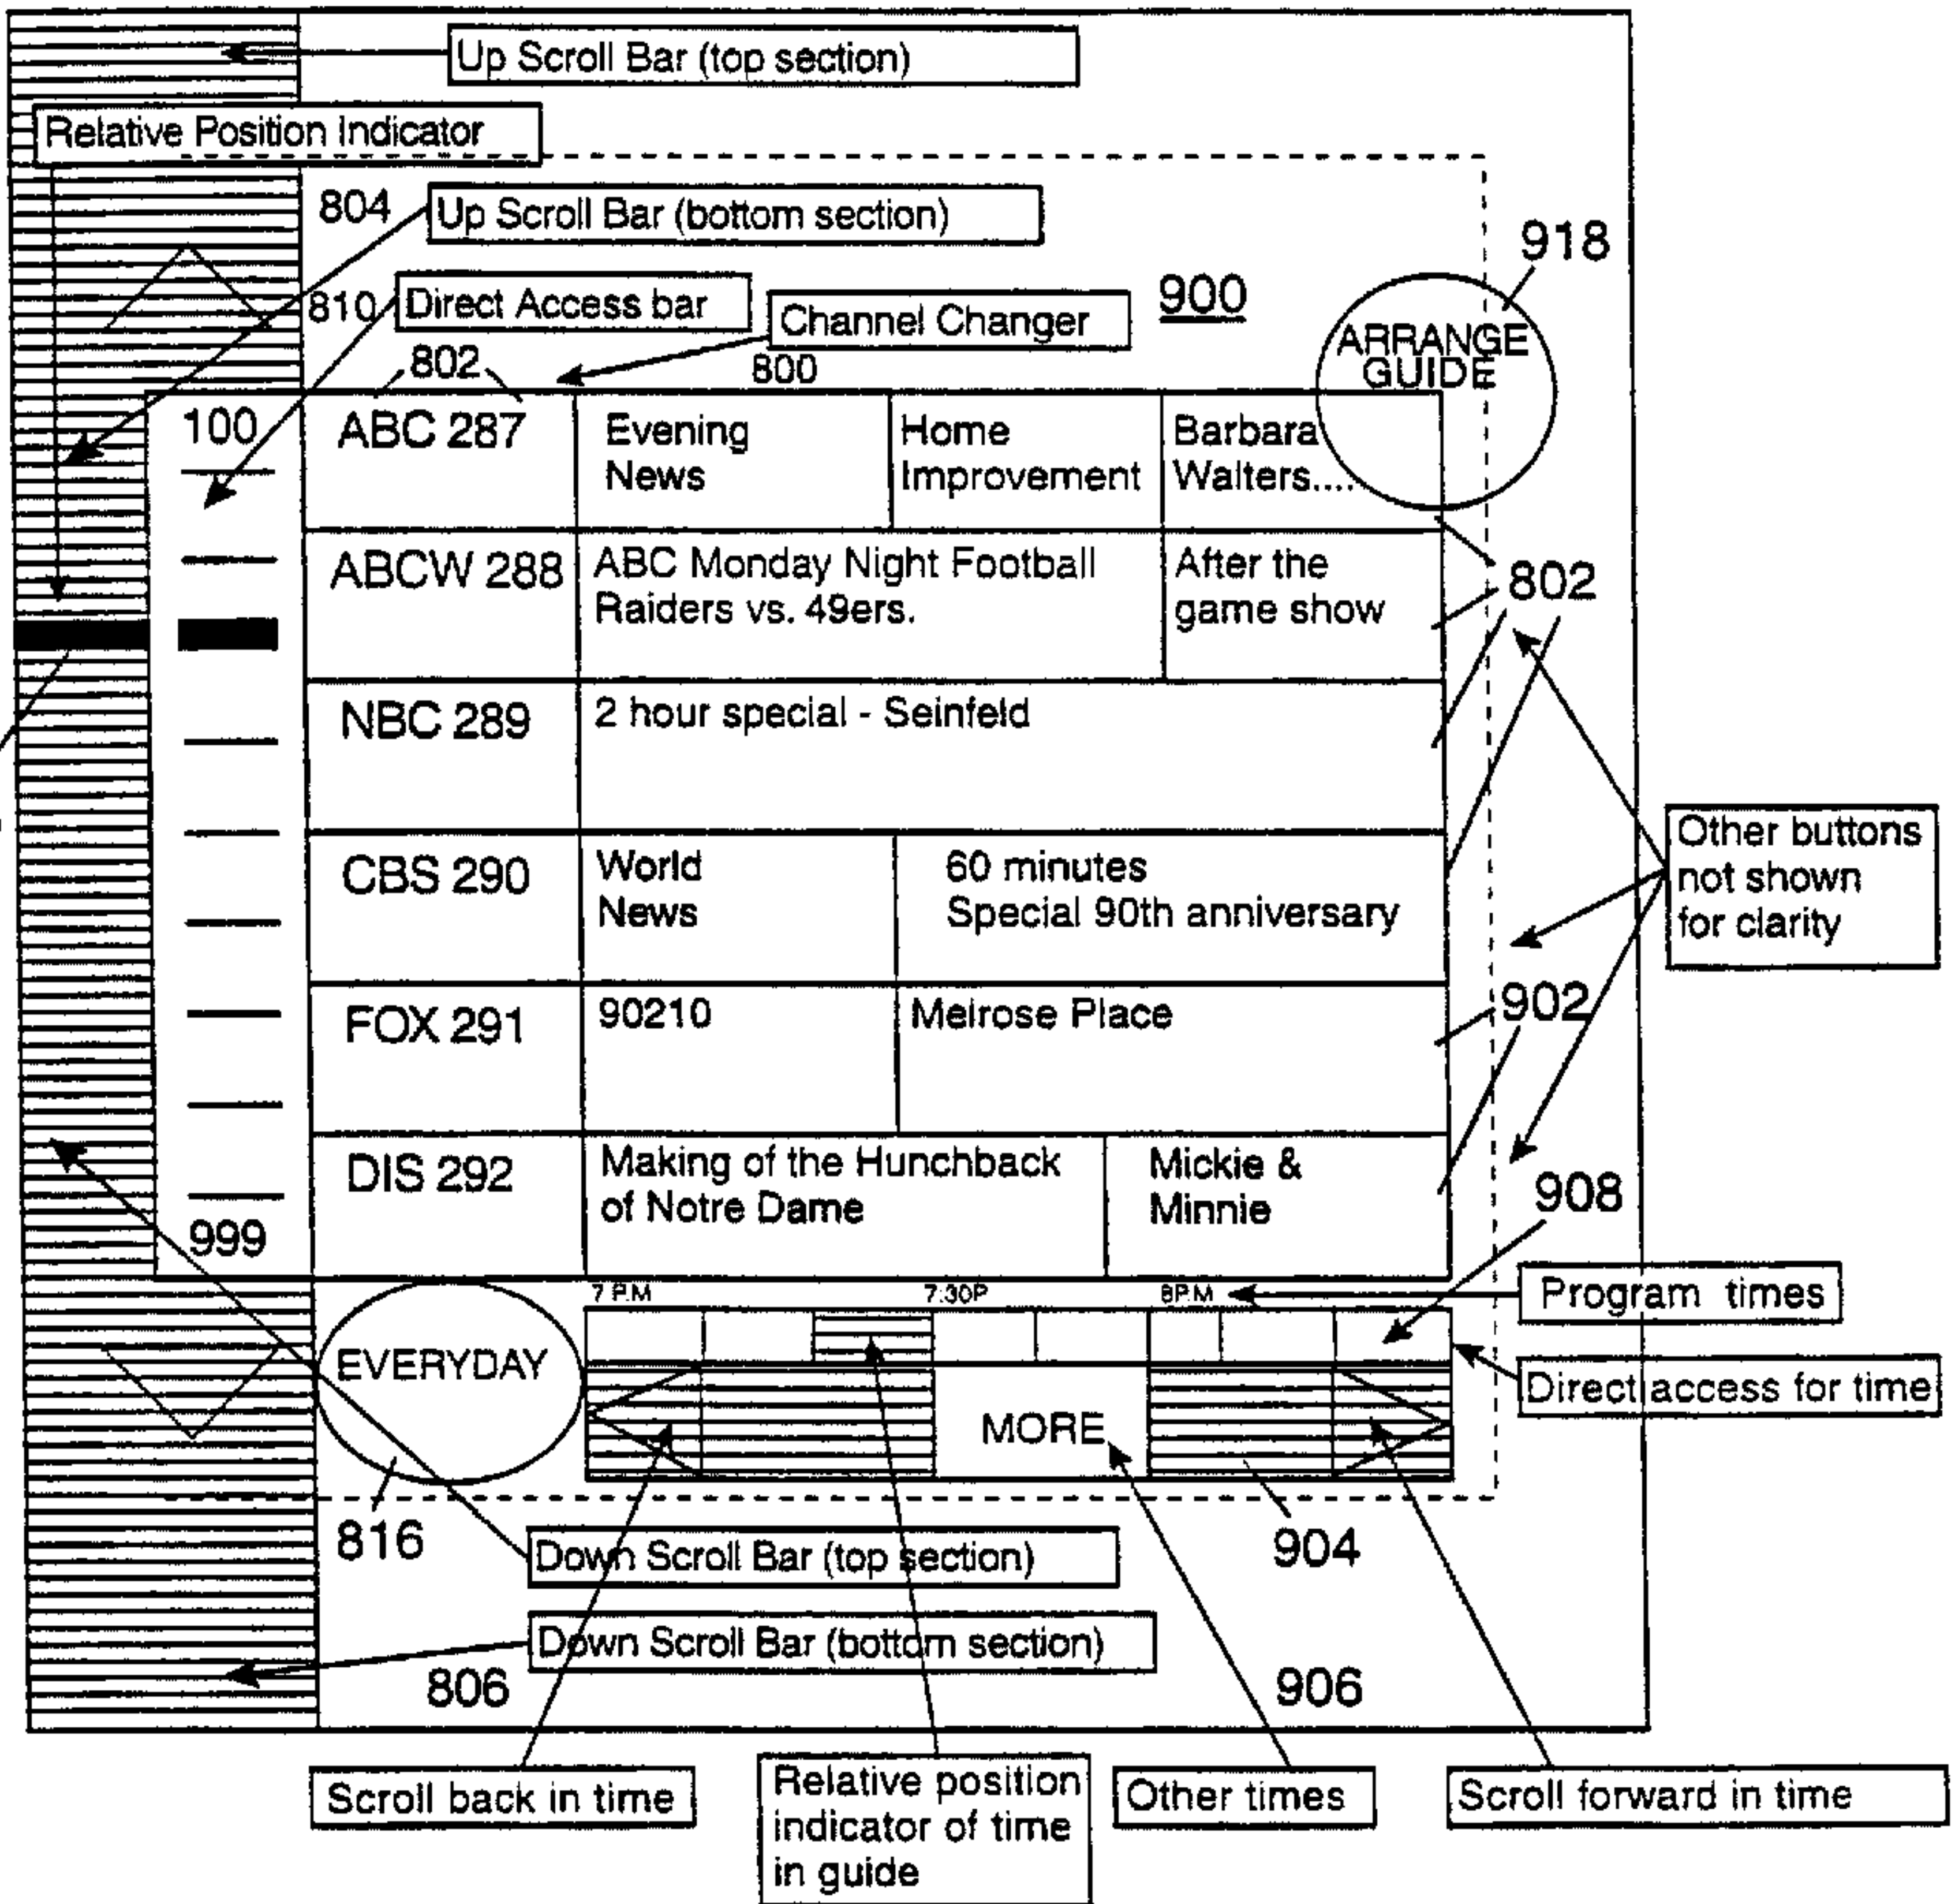 Up Scroll Bar (top section)
Relative Position Indicator
804
Up Scroll Bar (bottom section)
918
810
Direct Access bar
Channel Changer
900
ARRANGE
GUIDE
802
800
100
ABC 287
Evening
News
Home
Improvement
Barbara
Walters....
ABCW 288
ABC Monday Night Football
Raiders vs. 49ers.
After the
game show
802
NBC 289
2 hour special - Seinfeld
CBS 290
World
News
60 minutes
Special 90th anniversary
Other buttons
not shown
for clarity
FOX 291
90210
Melrose Place
902
DIS 292
Making of the Hunchback
of Notre Dame
Mickie &
Minnie
908
999
7 P.M
7:30P
8P.M
Program times
EVERYDAY
Direct access for time
MORE
816
Down Scroll Bar (top section)
904
Down Scroll Bar (bottom section)
806
906
Scroll back in time
Relative position
indicator of time
in guide
Other times
Scroll forward in time